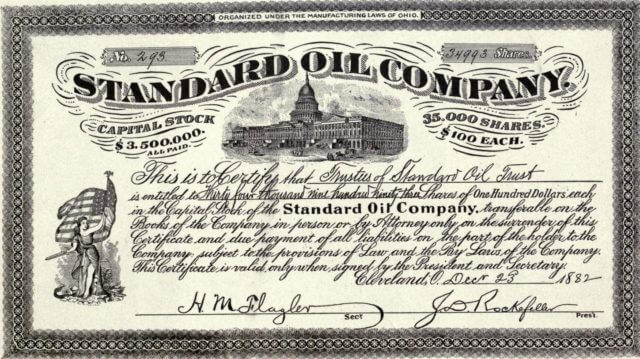 ORGANIZED UNDER THE MANUFACTURING LAWS OF OHIO.
No. 293 34993 Shares
STANDARD OIL COMPANY.
CAPITAL STOCK 35.000 SHARES.
$3.500.000. $100 EACH.
ALL PAID.
This is to Certify that Trustees of Standard Oil Trust
is entitled to Thirty four thousand nine hundred ninety three Shares of One Hundred Dollars each
in the Capital Stock of the Standard Oil Company, transferable on the
Books of the Company in person or by Attorney only on the surrender of this
Certificate and due payment of all liabilities on the part of the holder to the
Company, subject to the provisions of Law and the By Laws of the Company.
This Certificate is valid only when signed by the President and Secretary.
Cleveland, O. Decr 23 1882
H. M. Flagler J D Rockefeller
Sect Pres't.